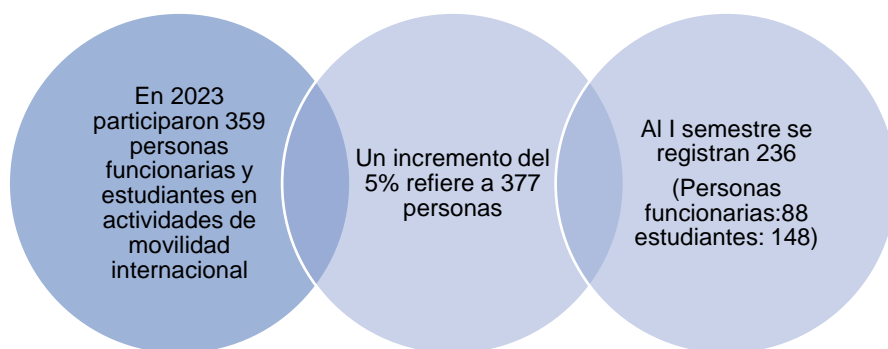 En 2023
participaron 359
personas
funcionarias y
estudiantes en
actividades de
movilidad
internacional
Un incremento del
5% refiere a 377
personas
Al I semestre se
registran 236
(Personas
funcionarias:88
estudiantes: 148)